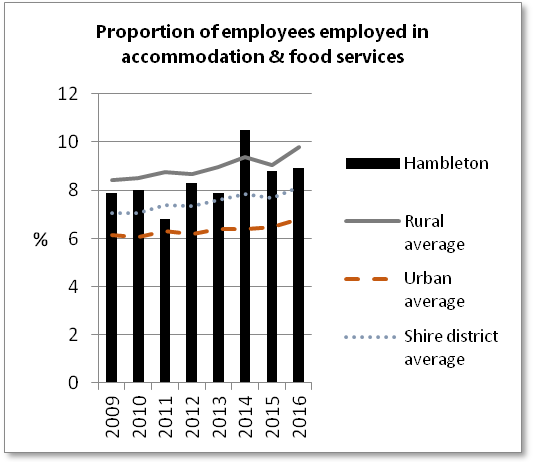 Proportion of employees employed in
accommodation & food services
12
10
8
6
4
2
0
%
2009
2010
2011
2012
2013
2014
2015
2016
Hambleton
Rural
average
Urban
average
Shire district
average